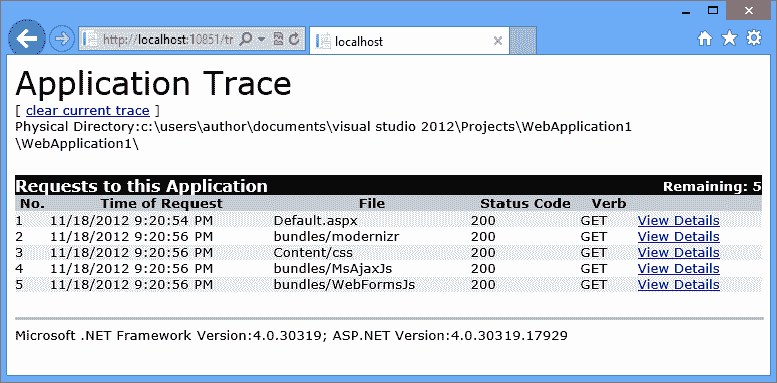 http://localhost:10851/tr
localhost
Application Trace
[ clear current trace ]
Physical Directory:c:\users\author\documents\visual studio 2012\Projects\WebApplication1
\WebApplication1\
Requests to this Application Remaining: 5
No. Time of Request File Status Code Verb
1 11/18/2012 9:20:54 PM Default.aspx 200 GET View Details
2 11/18/2012 9:20:56 PM bundles/modernizr 200 GET View Details
3 11/18/2012 9:20:56 PM Content/css 200 GET View Details
4 11/18/2012 9:20:56 PM bundles/MsAjaxJs 200 GET View Details
5 11/18/2012 9:20:56 PM bundles/WebFormsJs 200 GET View Details
Microsoft .NET Framework Version:4.0.30319; ASP.NET Version:4.0.30319.17929